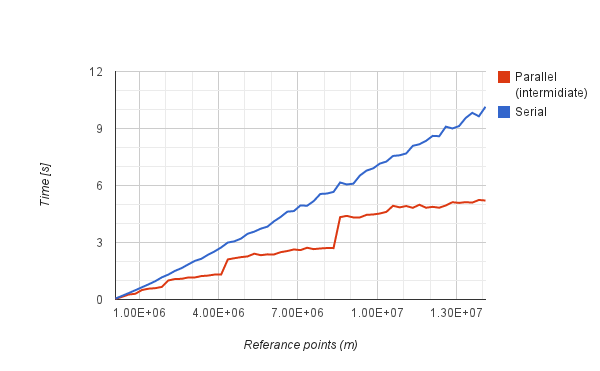 12
9
6
3
0
Time [s]
1.00E+06
4.00E+06
7.00E+06
1.00E+07
1.30E+07
Referance points (m)
Parallel
(intermidiate)
Serial